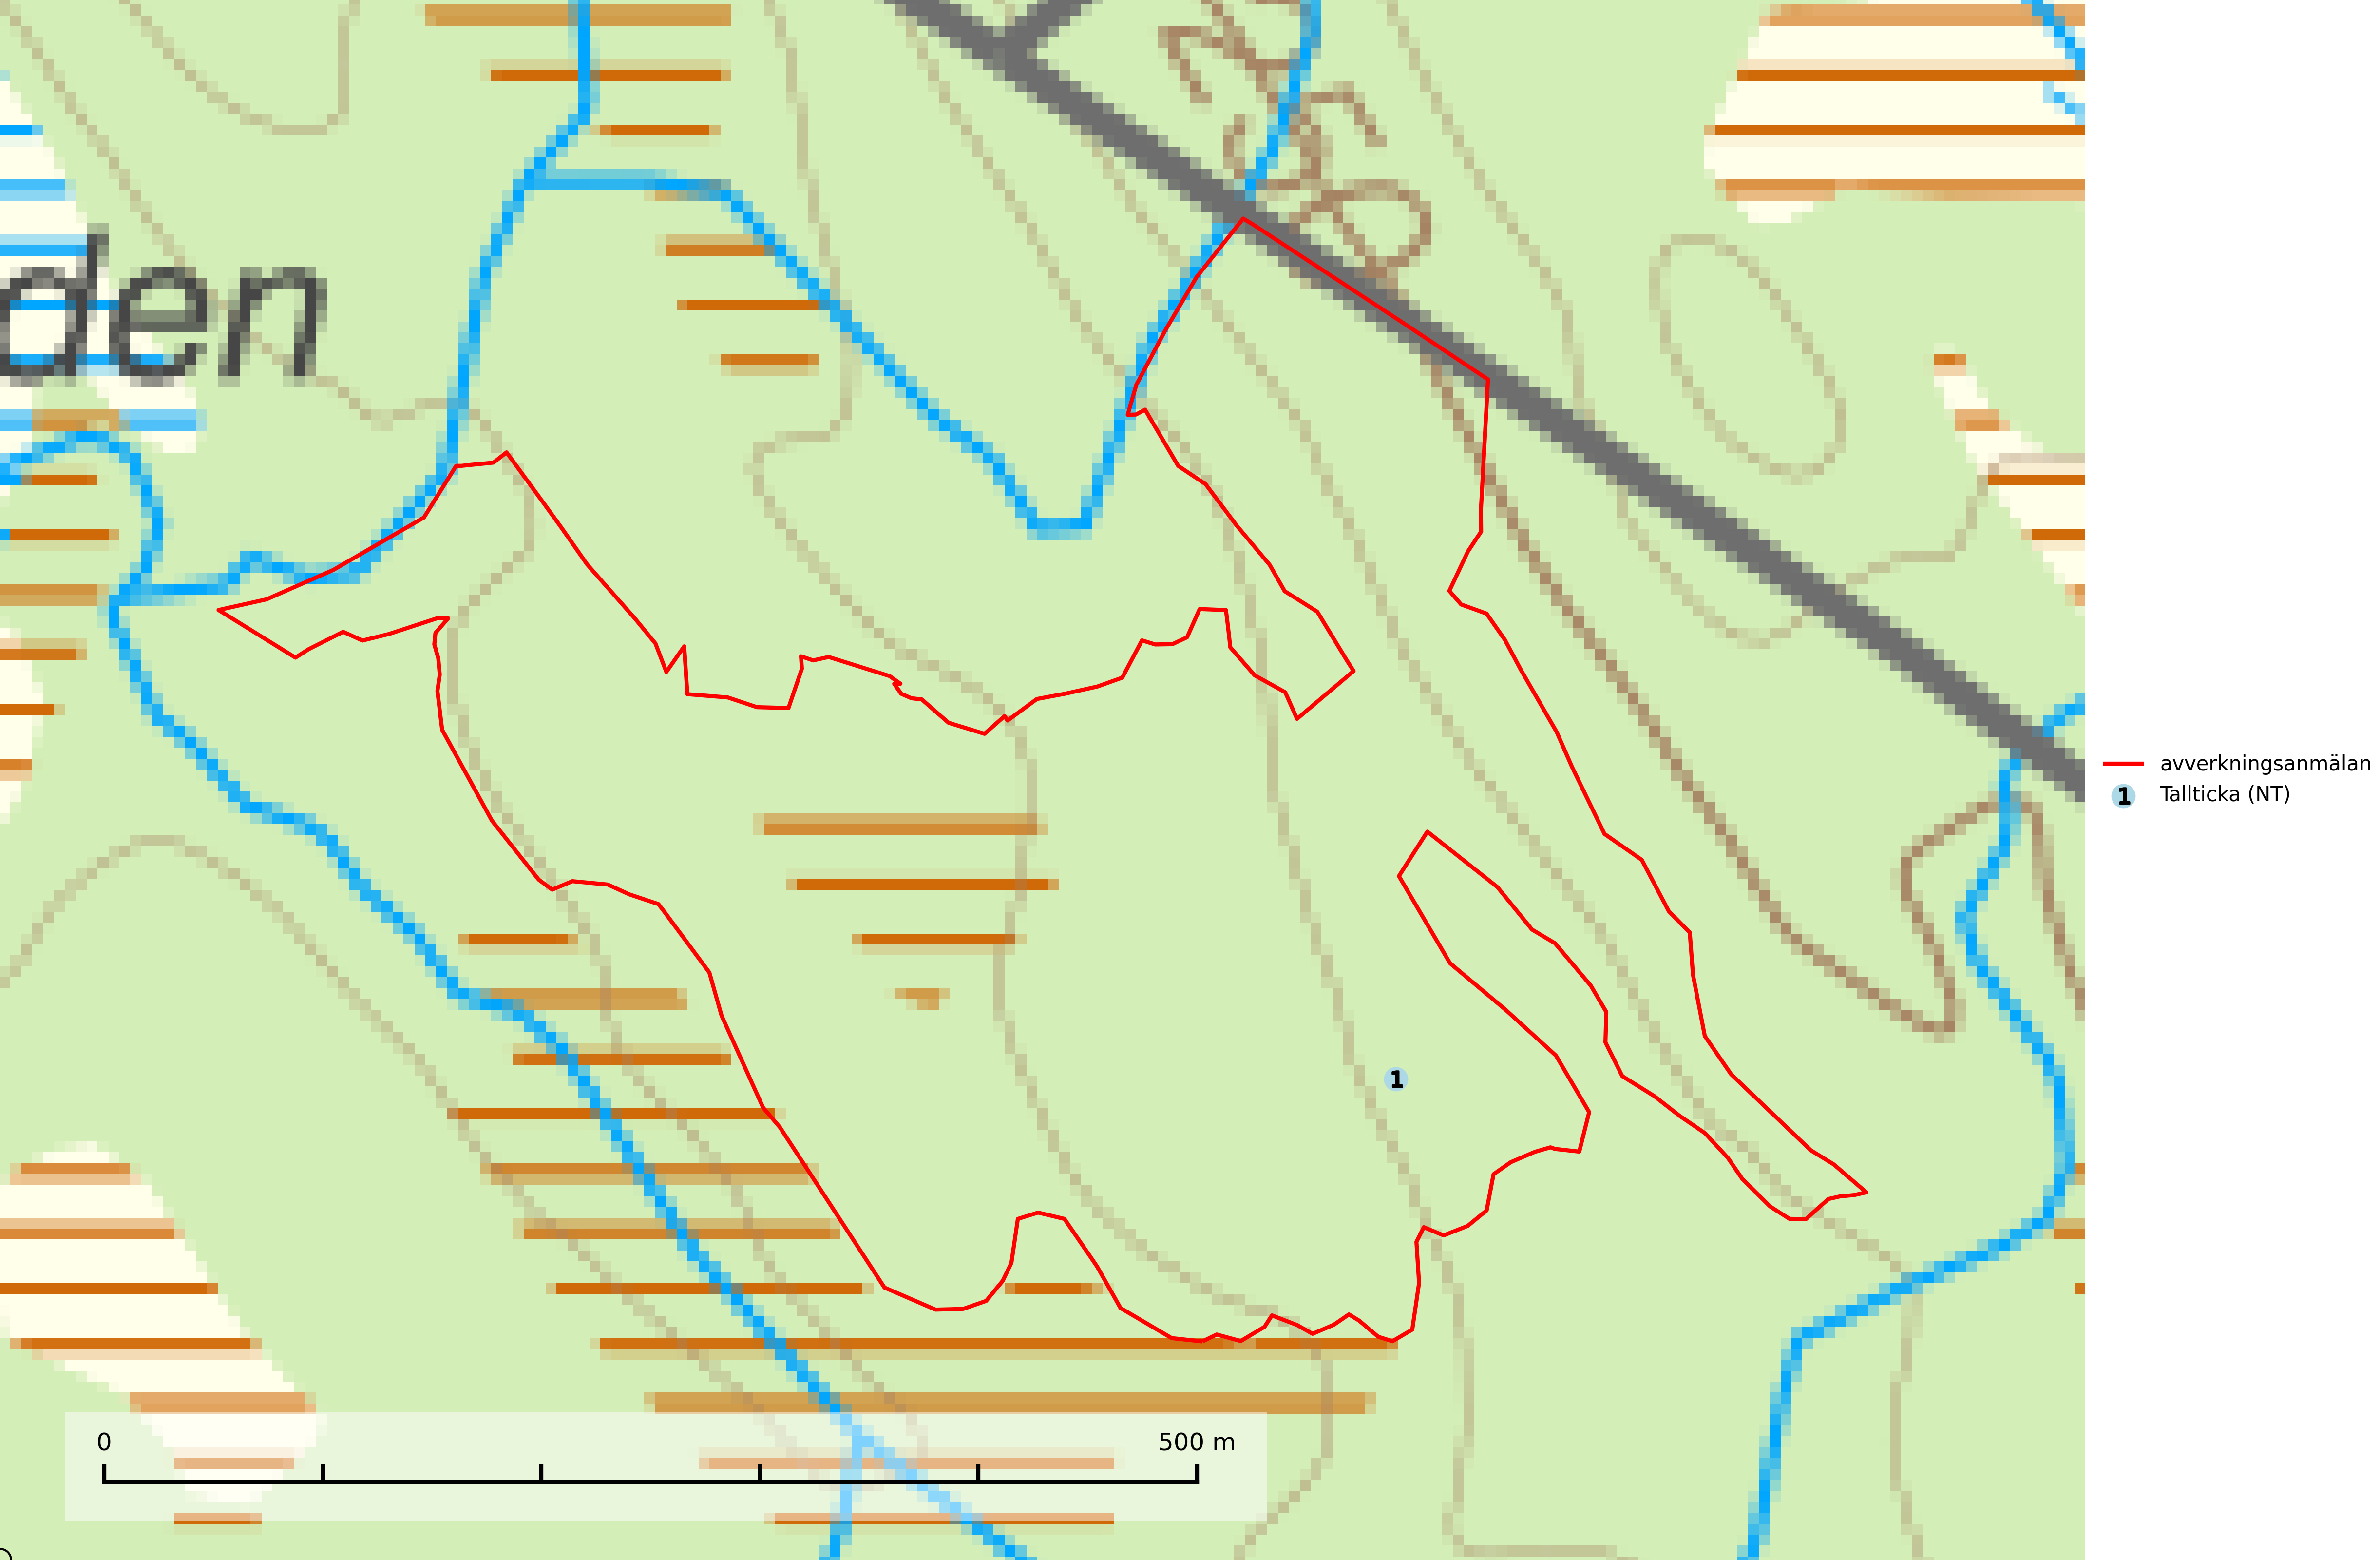 den
avverkningsanmälan
1 Tallticka (NT)
1
0 500 m